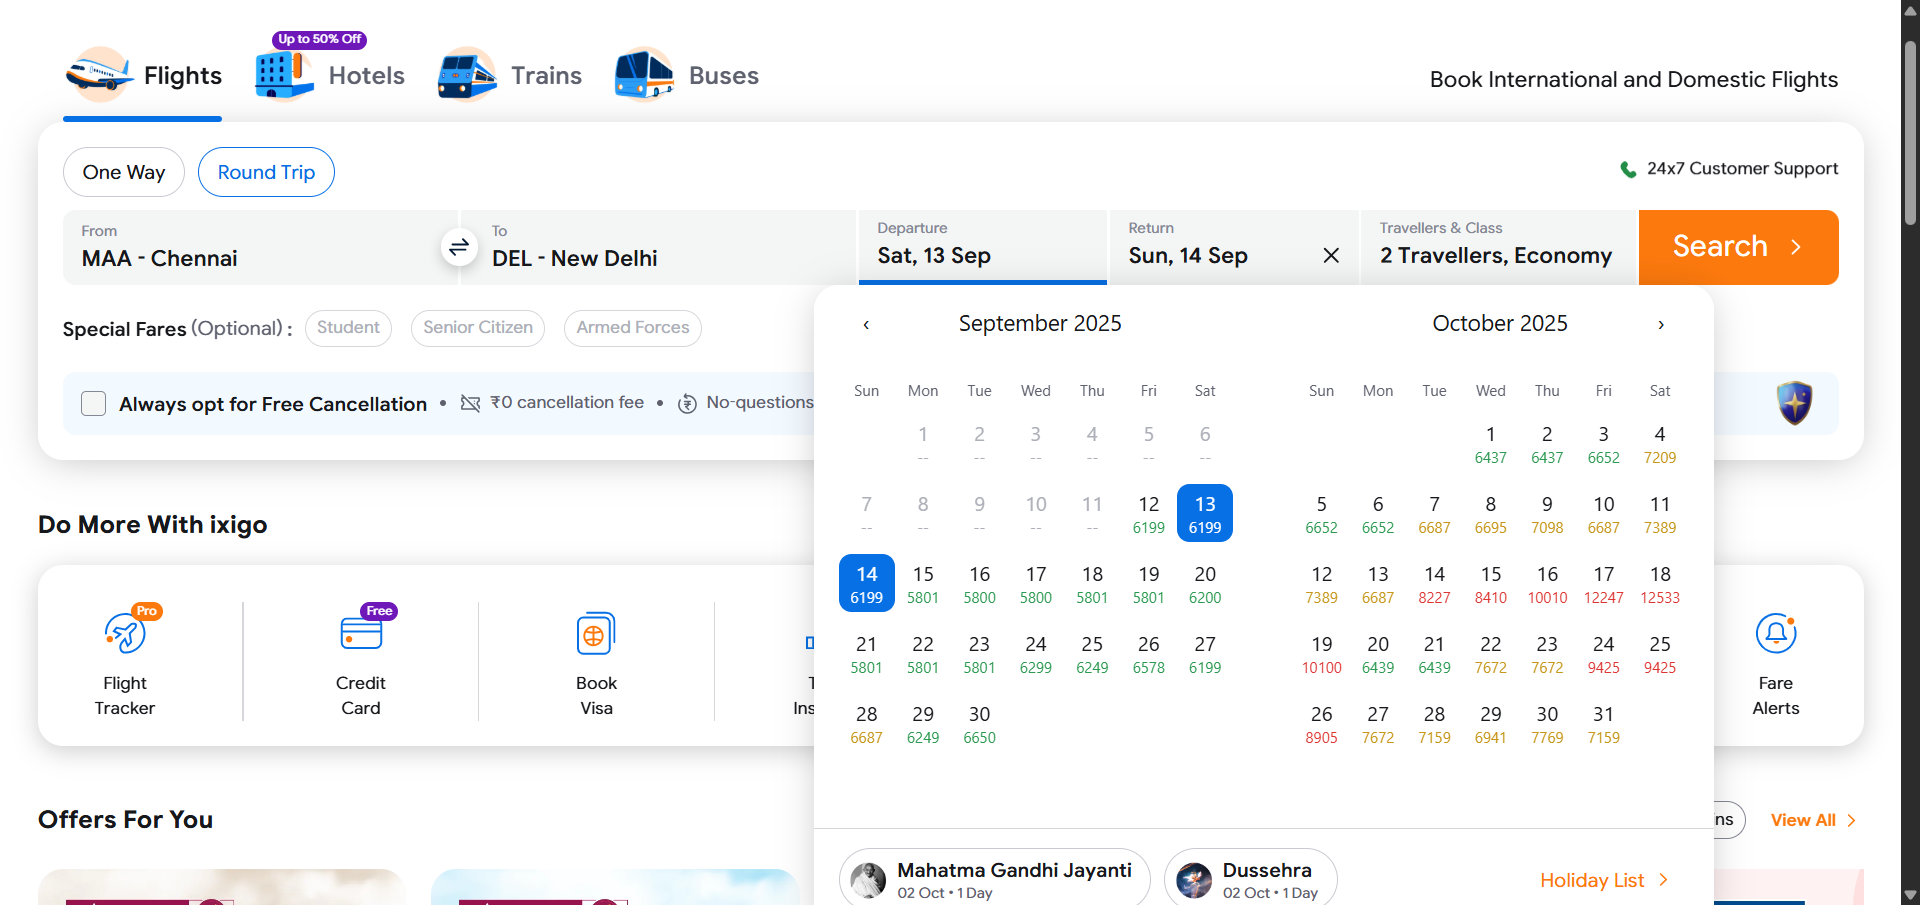 Up to 50% Off
Flights
Hotels
Trains
Buses
Book International and Domestic Flights
One Way
Round Trip
24x7 Customer Support
From
MAA - Chennai
To
DEL - New Delhi
Departure
Sat, 13 Sep
Return
Sun, 14 Sep
Travellers & Class
2 Travellers, Economy
Search
Special Fares (Optional) :
Student
Senior Citizen
Armed Forces
Always opt for Free Cancellation • ₹0 cancellation fee • No-questions
September 2025
Sun Mon Tue Wed Thu Fri Sat
1 2 3 4 5 6
-- -- -- -- -- --
7 8 9 10 11 12 13
-- -- -- -- -- 6199 6199
14 15 16 17 18 19 20
6199 5801 5800 5800 5801 5801 6200
21 22 23 24 25 26 27
5801 5801 5801 6299 6249 6578 6199
28 29 30
6687 6249 6650
October 2025
Sun Mon Tue Wed Thu Fri Sat
1 2 3 4
6437 6437 6652 7209
5 6 7 8 9 10 11
6652 6652 6687 6695 7098 6687 7389
12 13 14 15 16 17 18
7389 6687 8227 8410 10010 12247 12533
19 20 21 22 23 24 25
10100 6439 6439 7672 7672 9425 9425
26 27 28 29 30 31
8905 7672 7159 6941 7769 7159
Mahatma Gandhi Jayanti
02 Oct • 1 Day
Dussehra
02 Oct • 1 Day
Holiday List
Do More With ixigo
Pro
Flight
Tracker
Free
Credit
Card
Book
Visa
T
Ins
Fare
Alerts
Offers For You
ns
View All